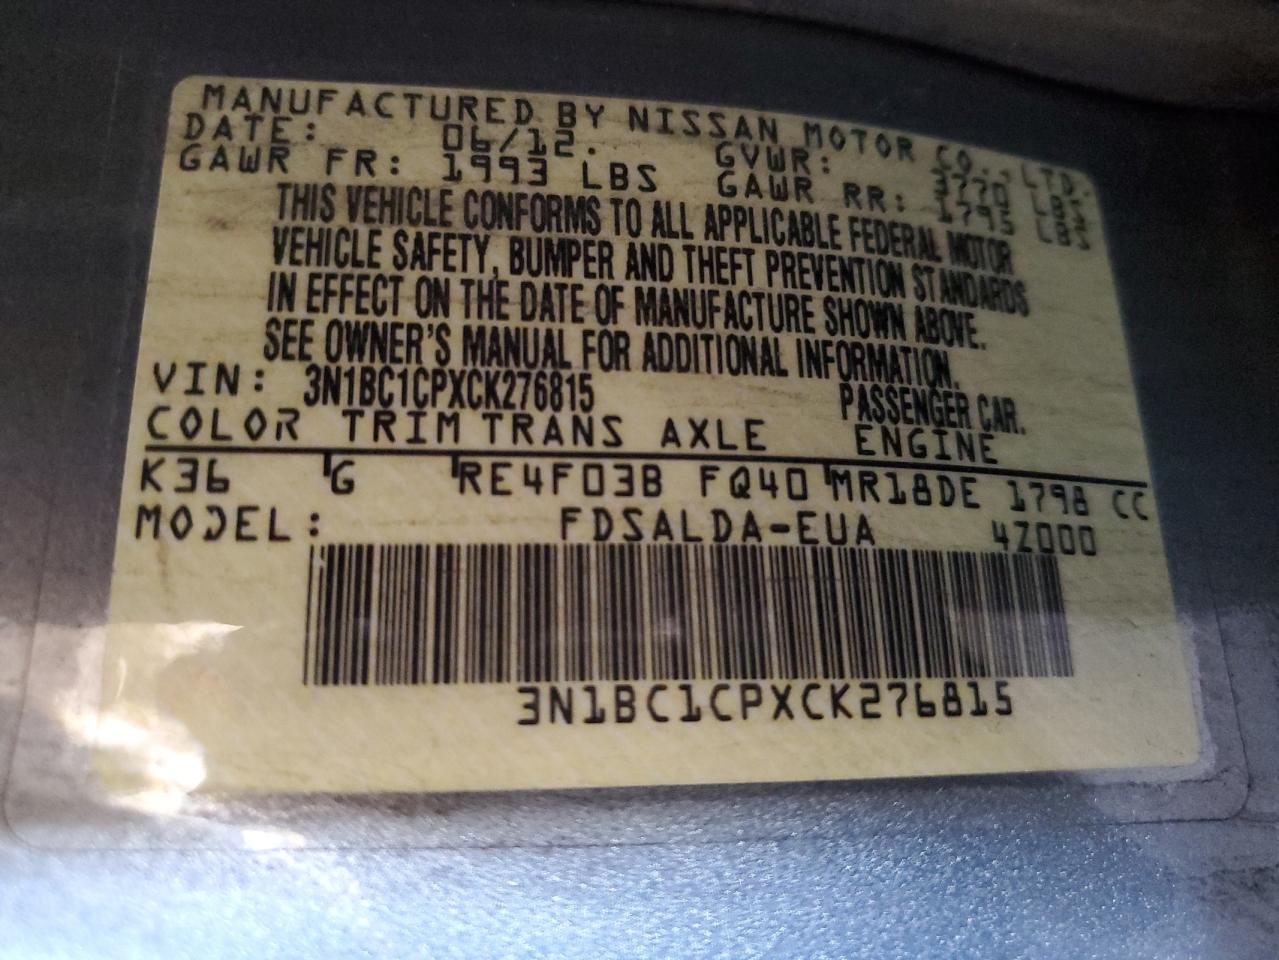 MANUFACTURED BY NISSAN MOTOR CO., LTD.
DATE: 06/12. GVWR: 3770 LBS
GAWR FR: 1993 LBS GAWR RR: 1795 LBS
THIS VEHICLE CONFORMS TO ALL APPLICABLE FEDERAL MOTOR
VEHICLE SAFETY, BUMPER AND THEFT PREVENTION STANDARDS
IN EFFECT ON THE DATE OF MANUFACTURE SHOWN ABOVE.
SEE OWNER'S MANUAL FOR ADDITIONAL INFORMATION.
VIN: 3N1BC1CPXCK276815 PASSENGER CAR.
COLOR TRIM TRANS AXLE ENGINE
K36 G RE4F03B FQ40 MR18DE 1798 CC
MODEL: FDSALDA-EUA 4Z000
3N1BC1CPXCK276815